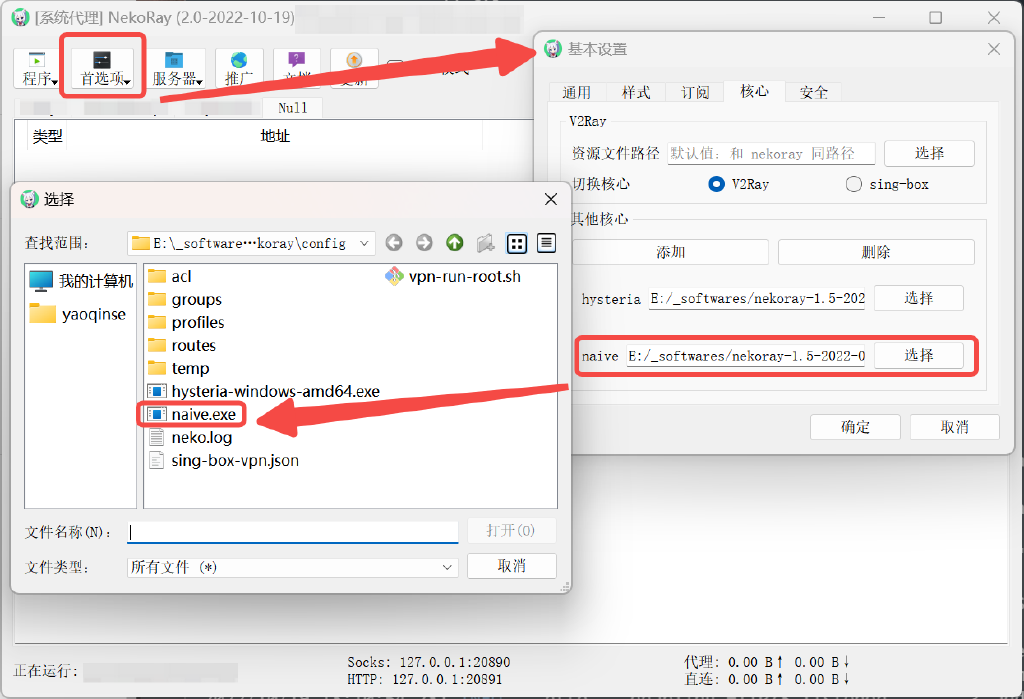 [系统代理] NekoRay (2.0-2022-10-19)
程序
首选项
服务器
推广
Null
类型
地址
基本设置
通用
样式
订阅
核心
安全
V2Ray
资源文件路径
默认值: 和 nekoray 同路径
选择
切换核心
V2Ray
sing-box
其他核心
添加
删除
hysteria
E:/_softwares/nekoray-1.5-202
选择
naive
E:/_softwares/nekoray-1.5-2022-0
选择
确定
取消
选择
查找范围:
E:\_software···koray\config
我的计算机
yaoqinse
acl
groups
profiles
routes
temp
hysteria-windows-amd64.exe
naive.exe
neko.log
sing-box-vpn.json
vpn-run-root.sh
文件名称(N):
打开(O)
文件类型:
所有文件 (*)
取消
正在运行:
Socks: 127.0.0.1:20890
HTTP: 127.0.0.1:20891
代理: 0.00 B↑ 0.00 B↓
直连: 0.00 B↑ 0.00 B↓